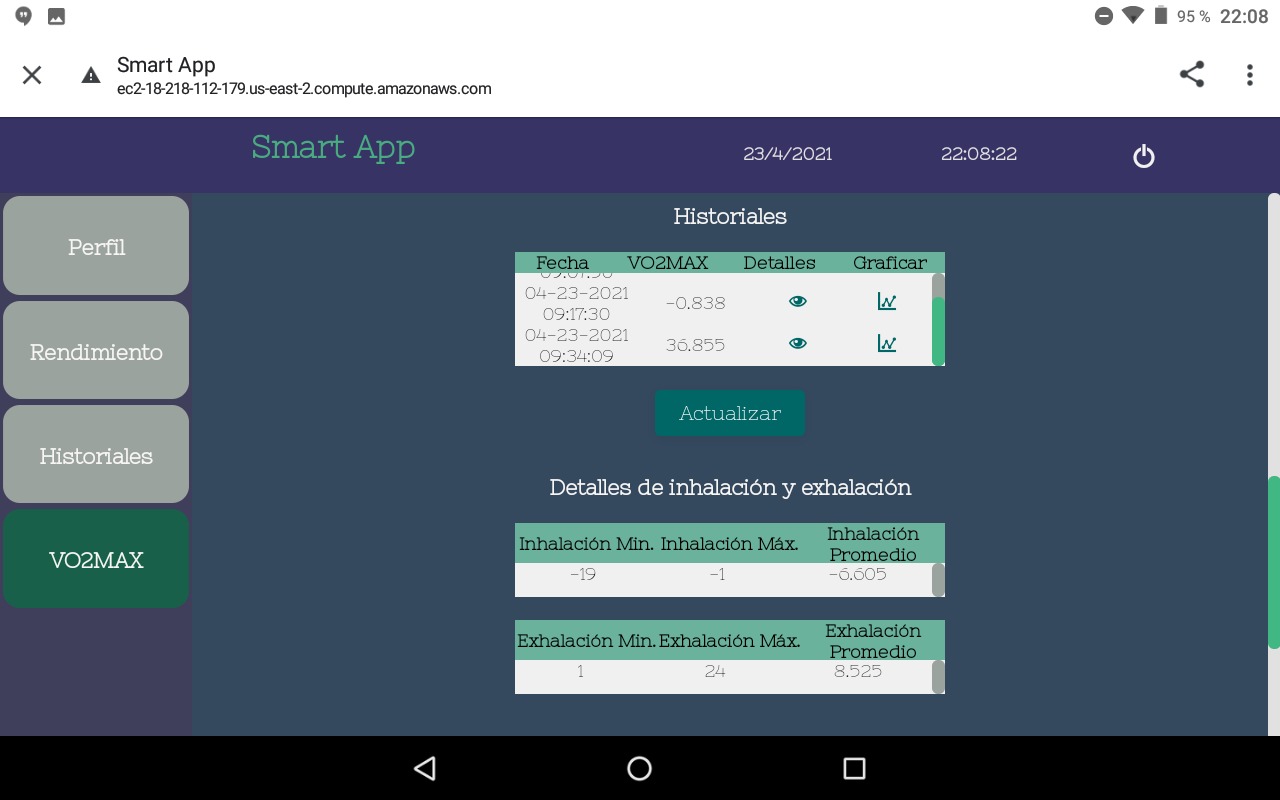 95 % 22:08
Smart App
ec2-18-218-112-179.us-east-2.compute.amazonaws.com
Smart App 23/4/2021 22:08:22
Perfil
Rendimiento
Historiales
VO2MAX
Historiales
Fecha VO2MAX Detalles Graficar
04-23-2021
09:17:30 -0.838
04-23-2021
09:34:09 36.855
Actualizar
Detalles de inhalación y exhalación
Inhalación Min. Inhalación Máx. Inhalación
Promedio
-19 -1 -6.605
Exhalación Min. Exhalación Máx. Exhalación
Promedio
1 24 8.525